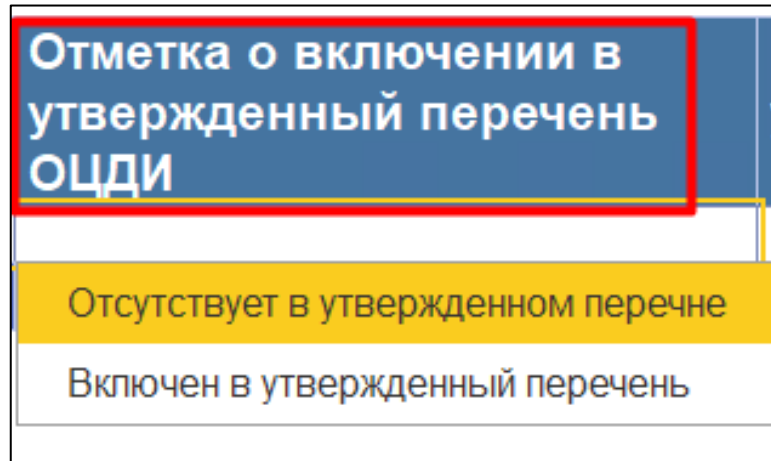 Отметка о включении в
утвержденный перечень
ОЦДИ
Отсутствует в утвержденном перечне
Включен в утвержденный перечень